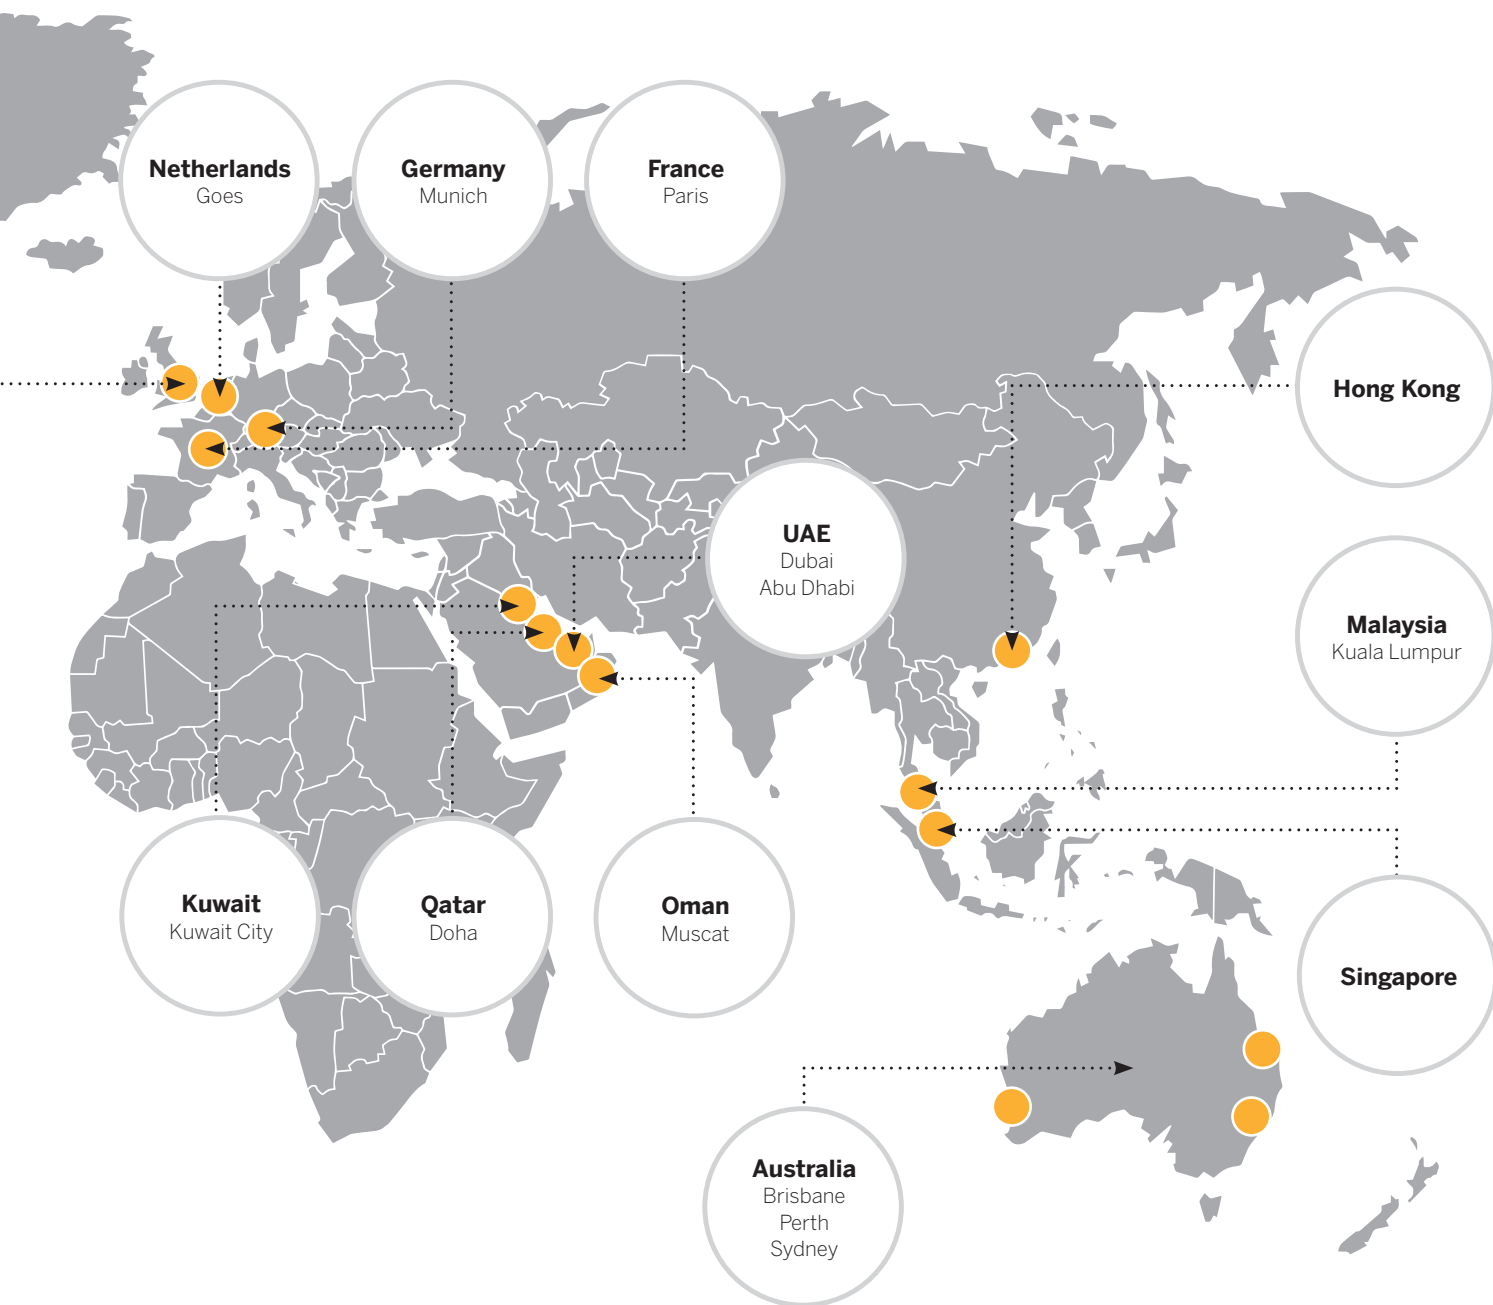 Netherlands
Goes
Germany
Munich
France
Paris
Hong Kong
UAE
Dubai
Abu Dhabi
Malaysia
Kuala Lumpur
Kuwait
Kuwait City
Qatar
Doha
Oman
Muscat
Singapore
Australia
Brisbane
Perth
Sydney